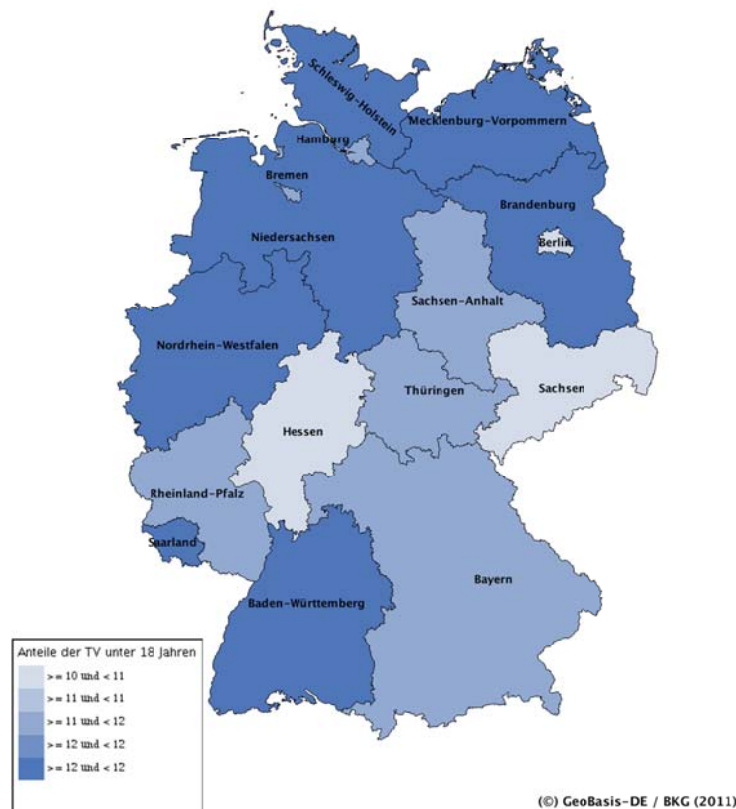 Schleswig-Holstein
Mecklenburg-Vorpommern
Hamburg
Bremen
Brandenburg
Niedersachsen
Berlin
Sachsen-Anhalt
Nordrhein-Westfalen
Thüringen
Sachsen
Hessen
Rheinland-Pfalz
Saarland
Bayern
Baden-Württemberg
Anteile der TV unter 18 Jahren
>= 10 und < 11
>= 11 und < 11
>= 11 und < 12
>= 12 und < 12
>= 12 und < 12
(©) GeoBasis-DE / BKG (2011)